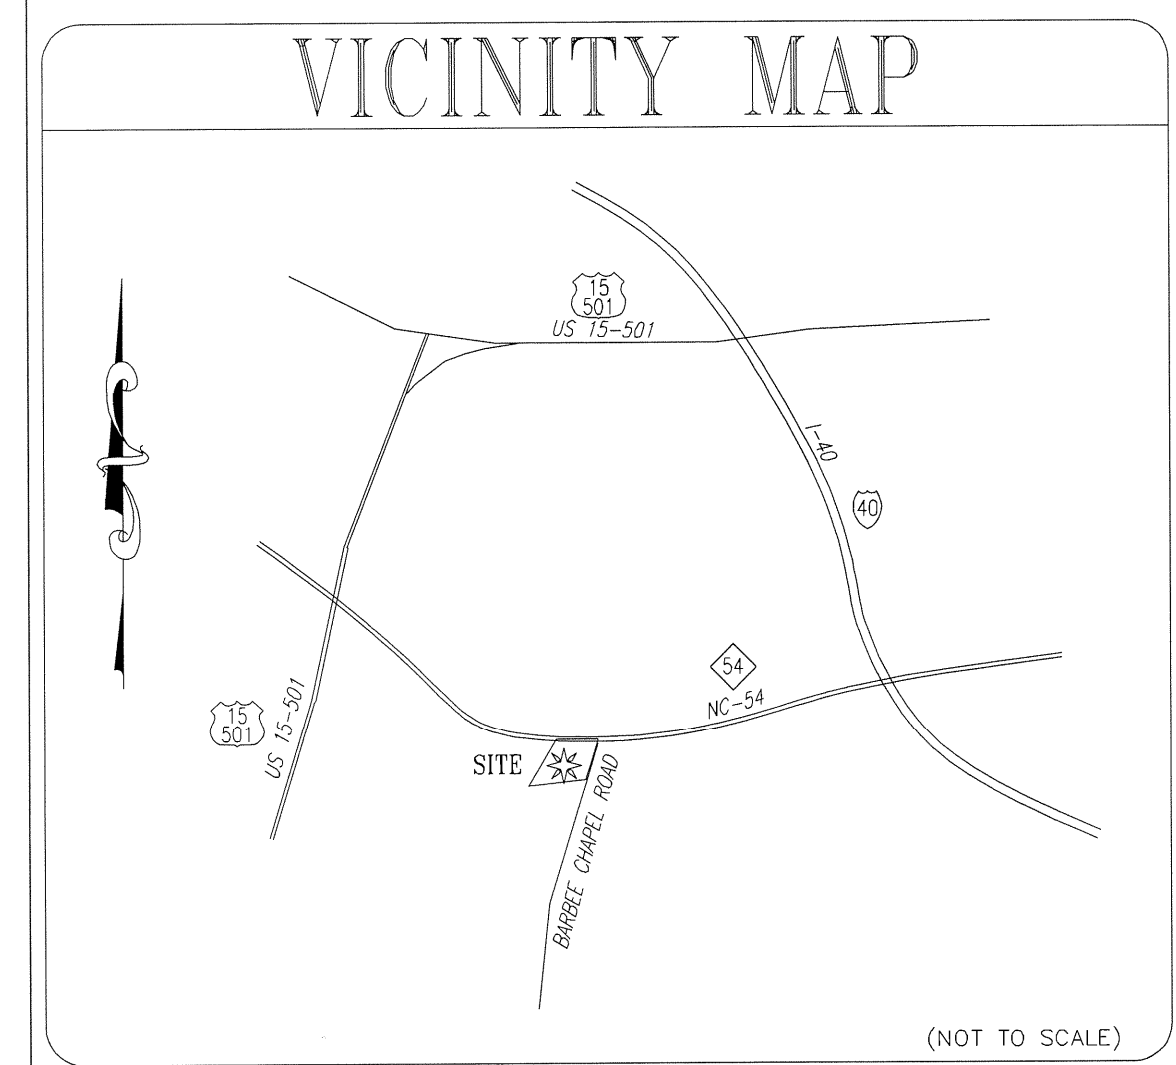 VICINITY MAP
15
501
US 15-501
I-40
40
54
NC-54
15
501
US 15-501
SITE
BARBEE CHAPEL ROAD
(NOT TO SCALE)